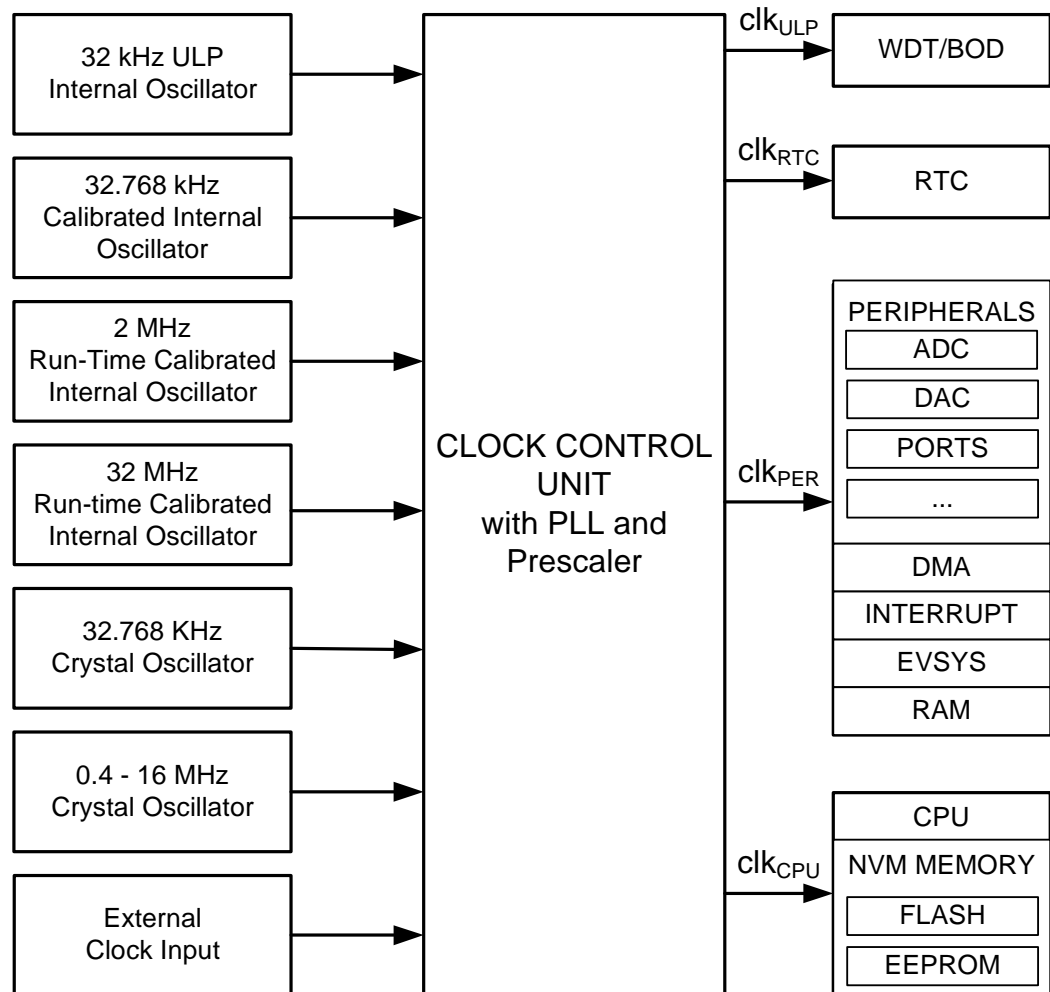 32 kHz ULP
Internal Oscillator
32.768 kHz
Calibrated Internal
Oscillator
2 MHz
Run-Time Calibrated
Internal Oscillator
32 MHz
Run-time Calibrated
Internal Oscillator
32.768 KHz
Crystal Oscillator
0.4 - 16 MHz
Crystal Oscillator
External
Clock Input
CLOCK CONTROL
UNIT
with PLL and
Prescaler
clkULP
WDT/BOD
clkRTC
RTC
clkPER
PERIPHERALS
ADC
DAC
PORTS
...
DMA
INTERRUPT
EVSYS
RAM
clkCPU
CPU
NVM MEMORY
FLASH
EEPROM